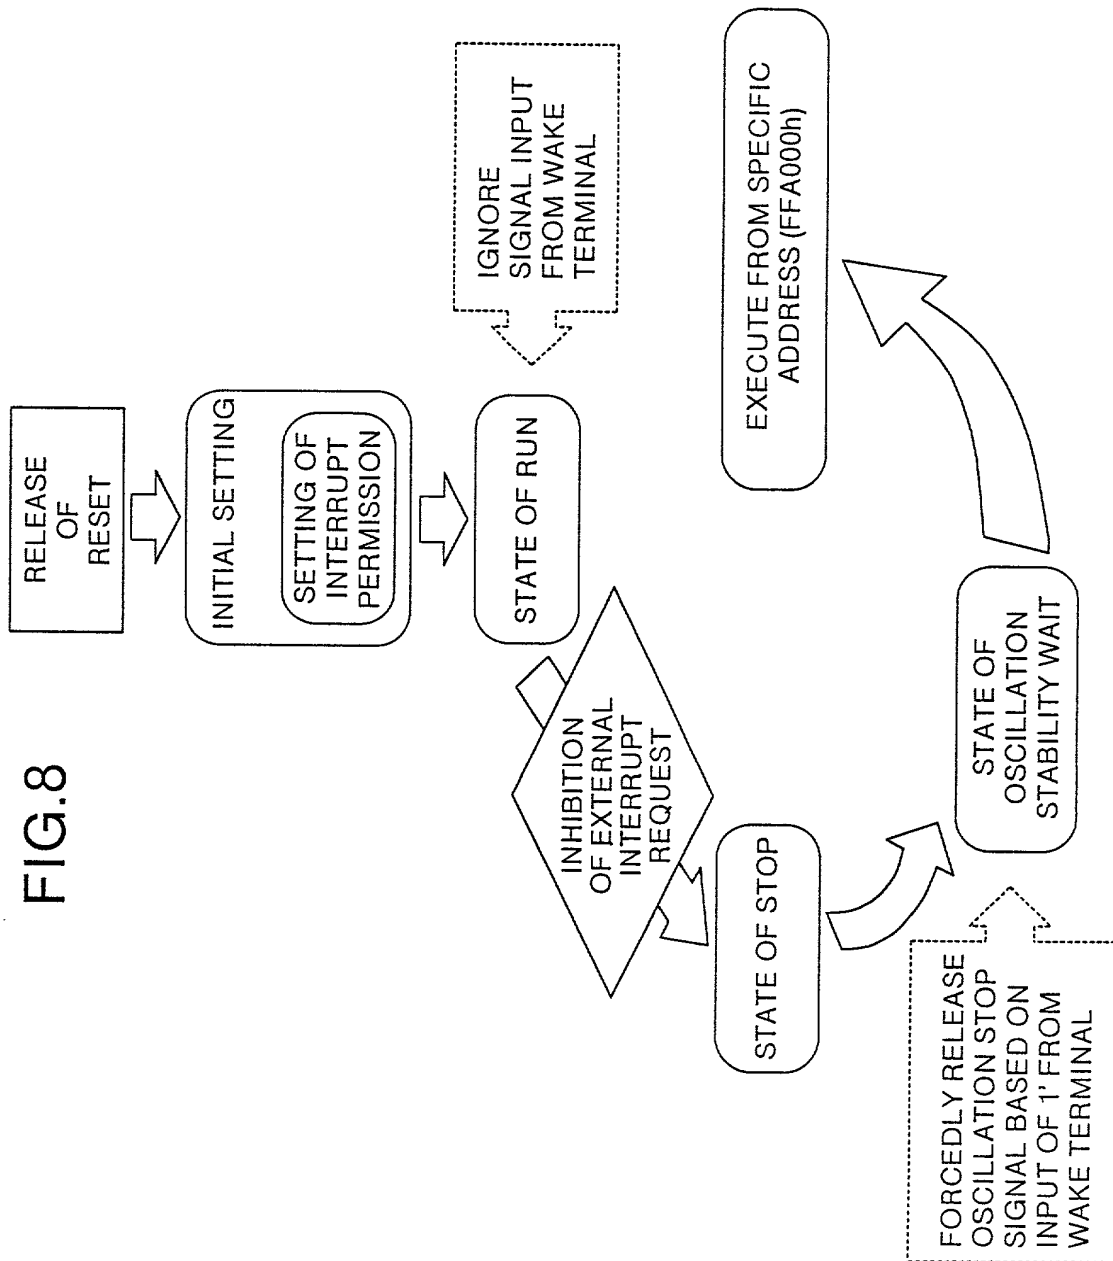 FIG.8
RELEASE
OF
RESET
INITIAL SETTING
SETTING OF
INTERRUPT
PERMISSION
STATE OF RUN
IGNORE
SIGNAL INPUT
FROM WAKE
TERMINAL
INHIBITION
OF EXTERNAL
INTERRUPT
REQUEST
STATE OF STOP
FORCEDLY RELEASE
OSCILLATION STOP
SIGNAL BASED ON
INPUT OF 1' FROM
WAKE TERMINAL
STATE OF
OSCILLATION
STABILITY WAIT
EXECUTE FROM SPECIFIC
ADDRESS (FFA000h)